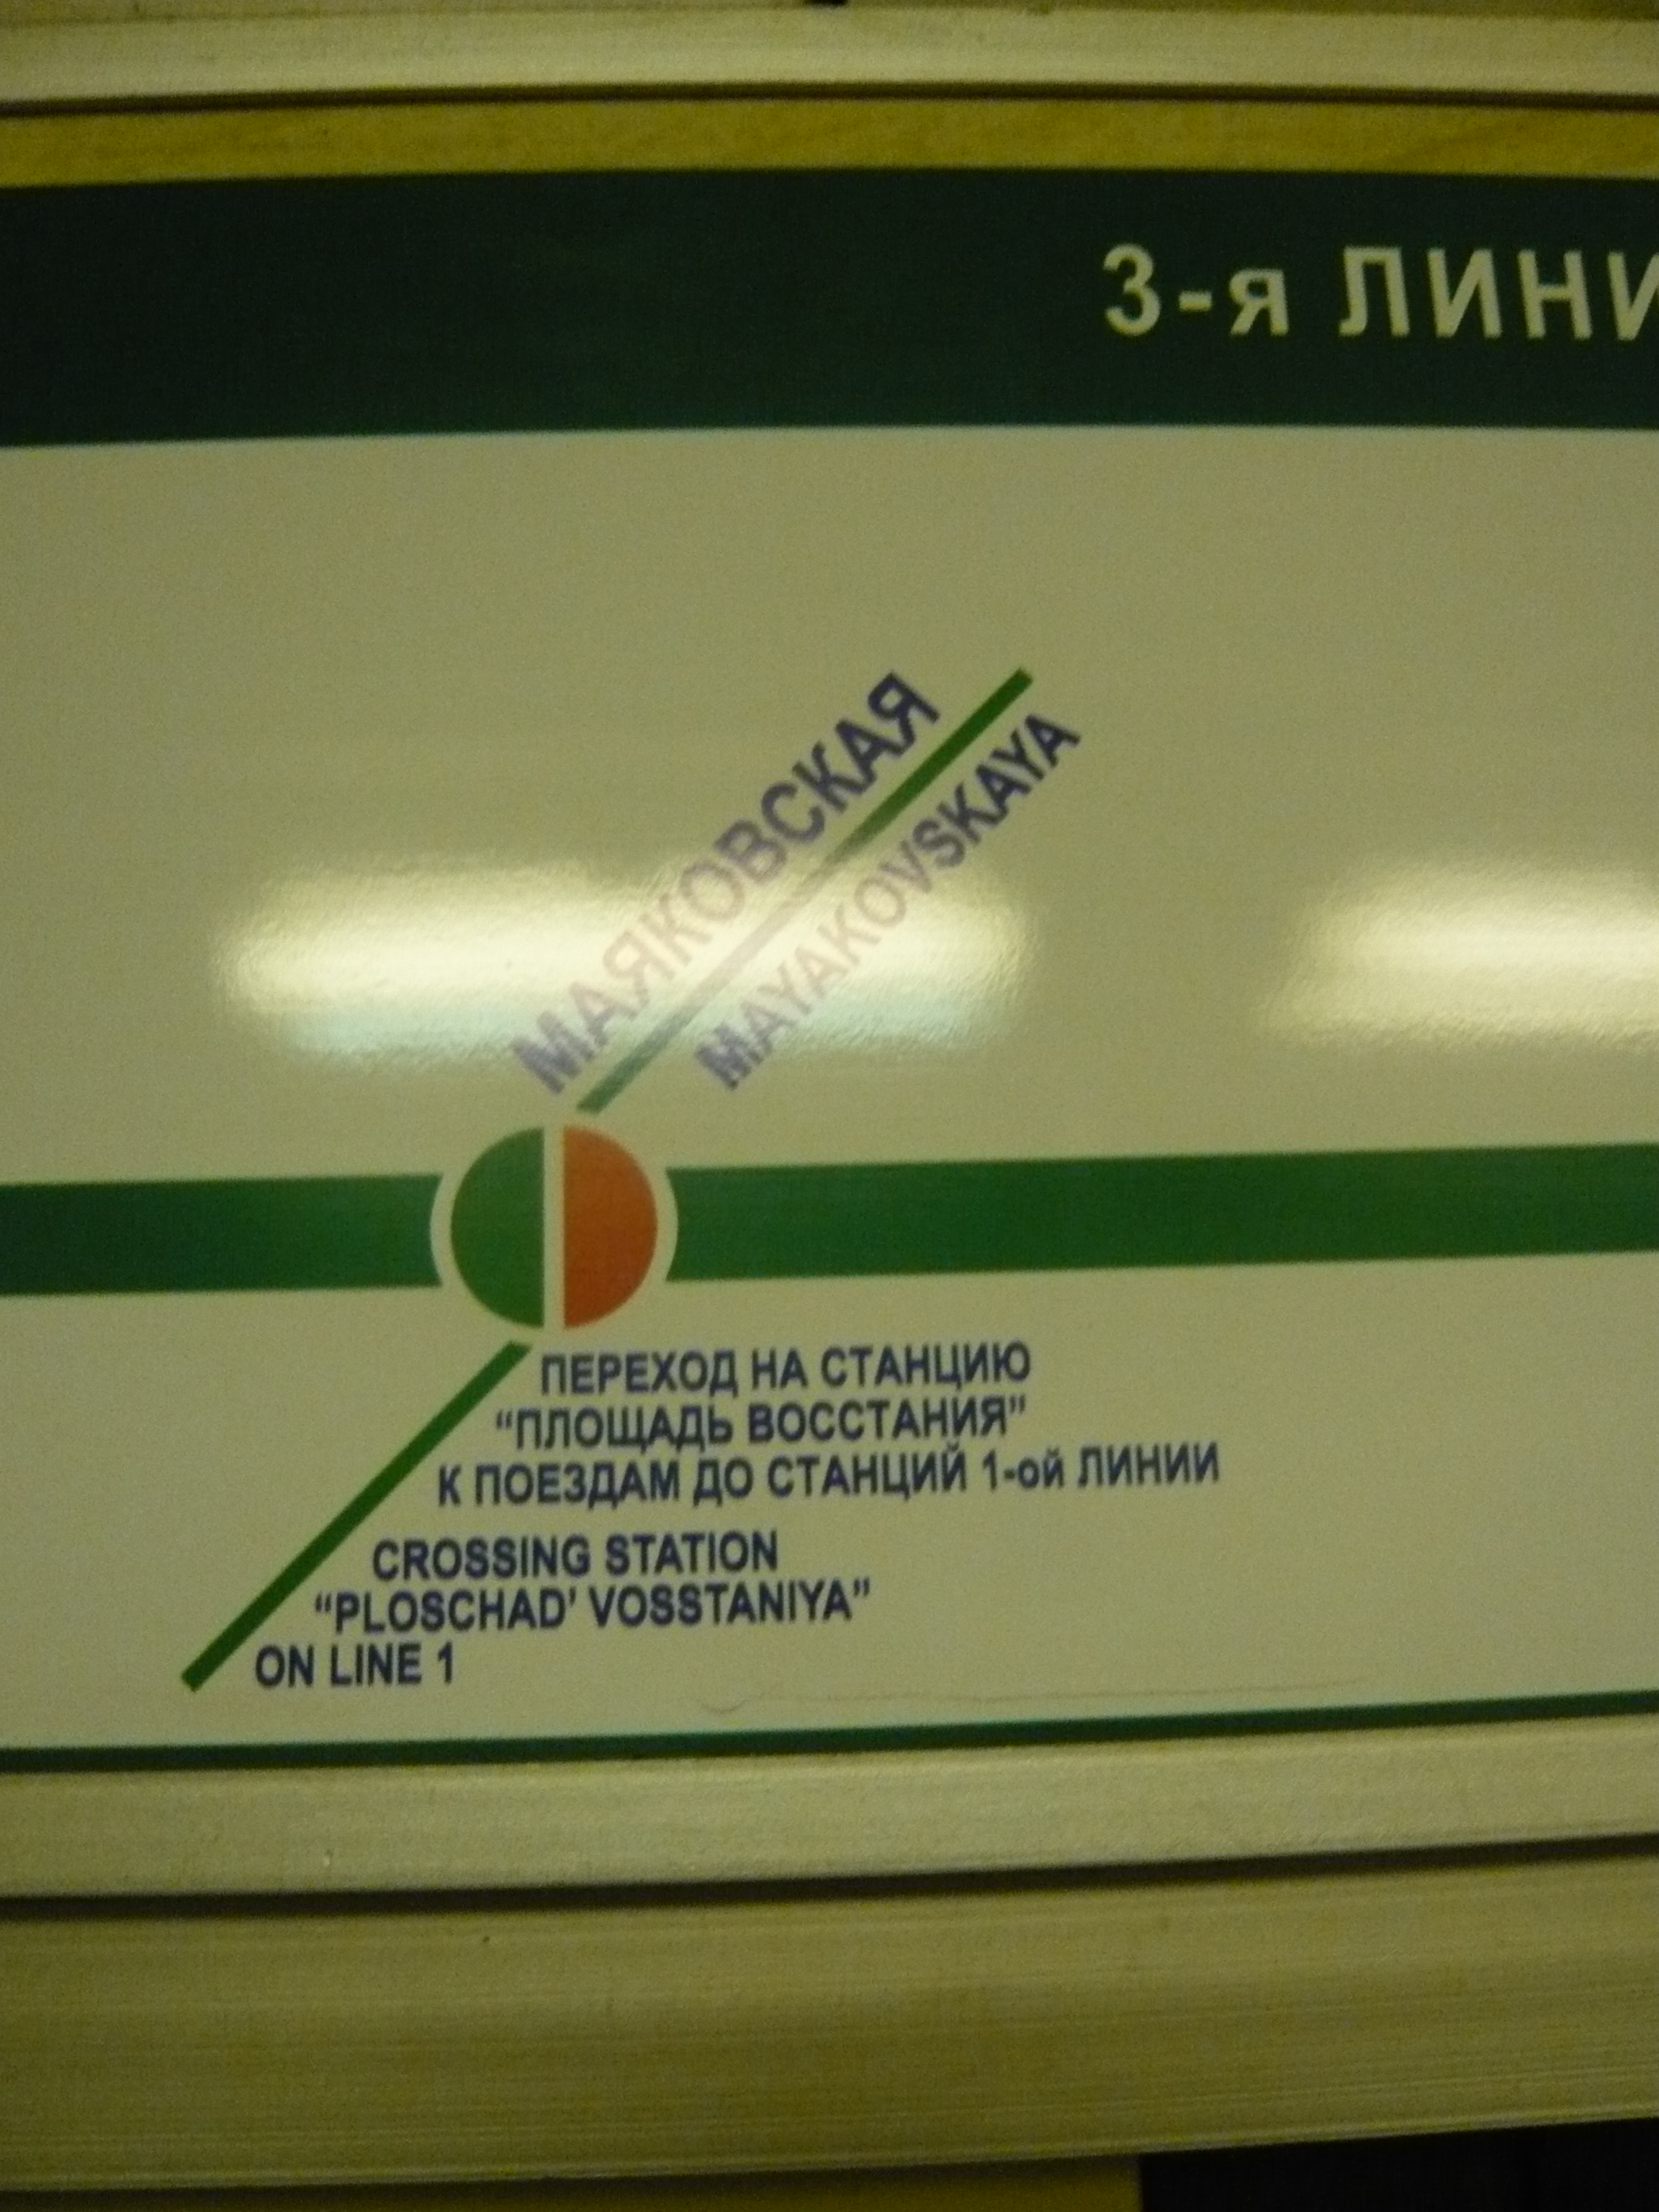 3-я ЛИНИ
МАЯКОВСКАЯ
MAYAKOVSKAYA
ПЕРЕХОД НА СТАНЦИЮ
“ПЛОЩАДЬ ВОССТАНИЯ”
К ПОЕЗДАМ ДО СТАНЦИЙ 1-ой ЛИНИИ
CROSSING STATION
“PLOSCHAD’ VOSSTANIYA”
ON LINE 1